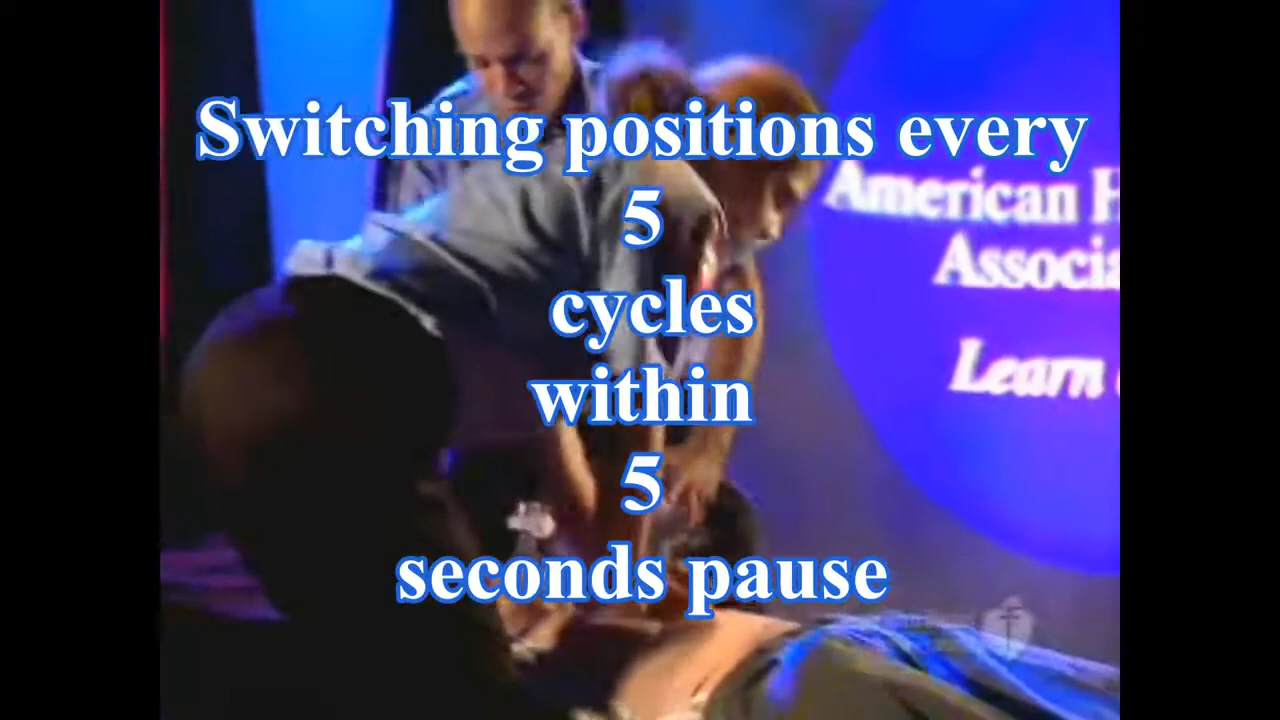 Switching positions every
5
cycles
within
5
seconds pause
American H
Associa
Learn